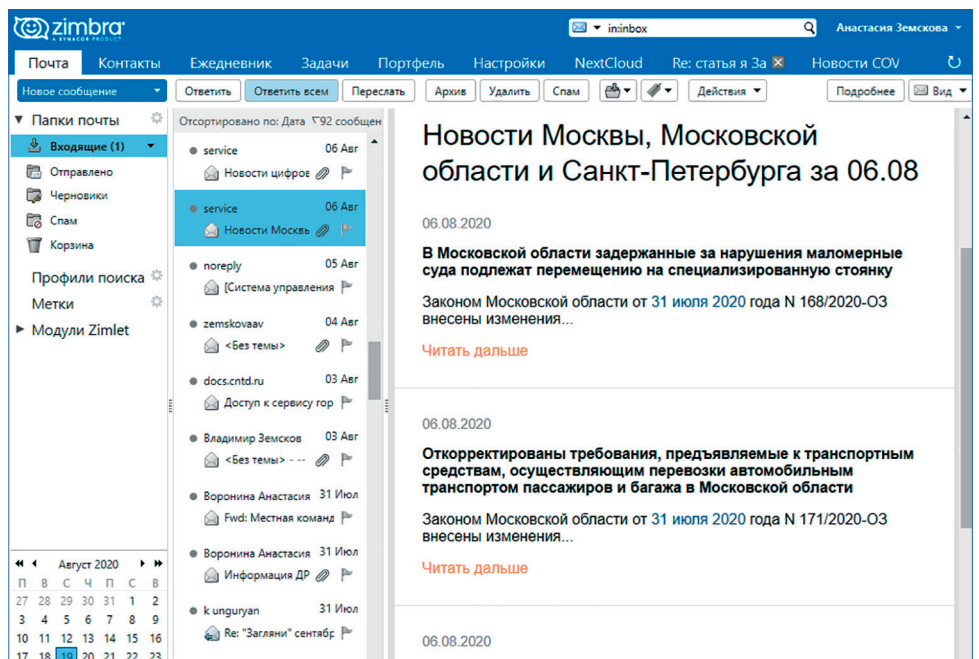 zimbra
A SYNACOR PRODUCT
in:inbox
Анастасия Земскова
Почта Контакты Ежедневник Задачи Портфель Настройки NextCloud Re: статья я За Новости COV
Новое сообщение Ответить Ответить всем Переслать Архив Удалить Спам Действия Подробнее Вид
Папки почты
Входящие (1)
Отправлено
Черновики
Спам
Корзина
Профили поиска
Метки
Модули Zimlet
Август 2020
П В С Ч П С В
27 28 29 30 31 1 2
3 4 5 6 7 8 9
10 11 12 13 14 15 16
17 18 19 20 21 22 23
Отсортировано по: Дата 92 сообщен
service 06 Авг
Новости цифров
service 06 Авг
Новости Москвы
noreply 05 Авг
[Система управления
zemskovaav 04 Авг
<Без темы>
docs.cntd.ru 03 Авг
Доступ к сервису гор
Владимир Земсков 03 Авг
<Без темы> - --
Воронина Анастасия 31 Июл
Fwd: Местная команд
Воронина Анастасия 31 Июл
Информация ДР
k unguryan 31 Июл
Re: "Загляни" сентябр
Новости Москвы, Московской
области и Санкт-Петербурга за 06.08
06.08.2020
В Московской области задержанные за нарушения маломерные
суда подлежат перемещению на специализированную стоянку
Законом Московской области от 31 июля 2020 года N 168/2020-ОЗ
внесены изменения...
Читать дальше
06.08.2020
Откорректированы требования, предъявляемые к транспортным
средствам, осуществляющим перевозки автомобильным
транспортом пассажиров и багажа в Московской области
Законом Московской области от 31 июля 2020 года N 171/2020-ОЗ
внесены изменения...
Читать дальше
06.08.2020